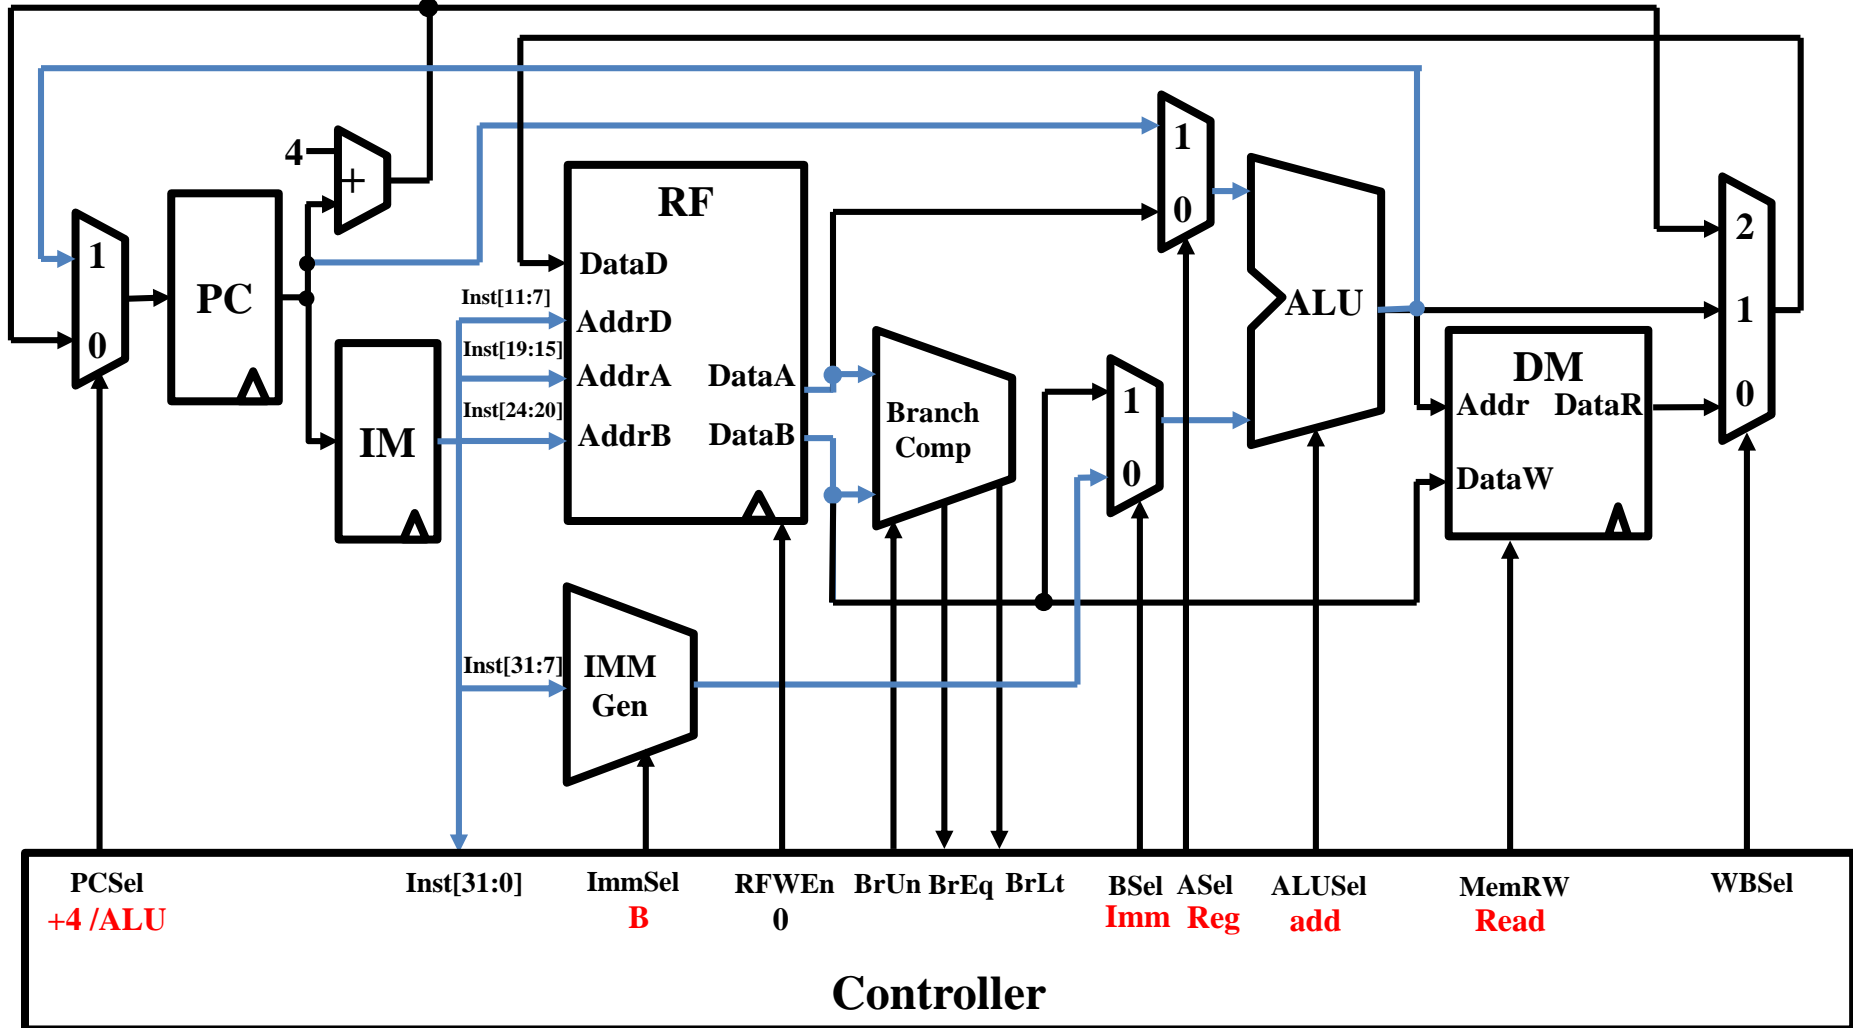 4
+
1
0
PC
IM
RF
DataD
Inst[11:7]
AddrD
Inst[19:15]
AddrA
DataA
Inst[24:20]
AddrB
DataB
Branch
Comp
1
0
1
0
ALU
DM
Addr
DataR
DataW
2
1
0
Inst[31:7]
IMM
Gen
PCSel
Inst[31:0]
ImmSel
RFWEn
BrUn
BrEq
BrLt
BSel
ASel
ALUSel
MemRW
WBSel
+4 /ALU
B
0
Imm
Reg
add
Read
Controller